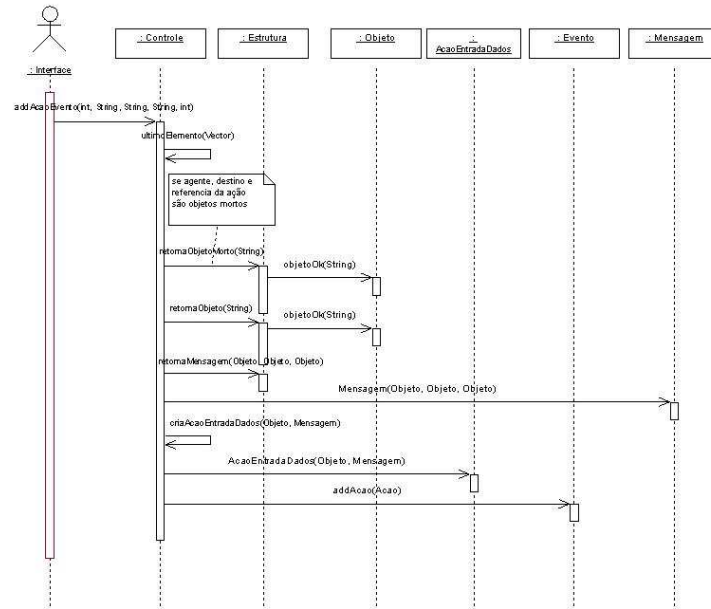 : Controle
: Estrutura
: Objeto
:
AcaoEntradaDados
: Evento
: Mensagem
: Interface
addAcaoEvento(int, String, String, String, int)
ultimoElemento(Vector)
se agente, destino e
referencia da ação
são objetos mortos
retornaObjetoMorto(String)
objetoOk(String)
retornaObjeto(String)
objetoOk(String)
retornaMensagem(Objeto, Objeto, Objeto)
Mensagem(Objeto, Objeto, Objeto)
criaAcaoEntradaDados(Objeto, Mensagem)
AcaoEntradaDados(Objeto, Mensagem)
addAcao(Acao)